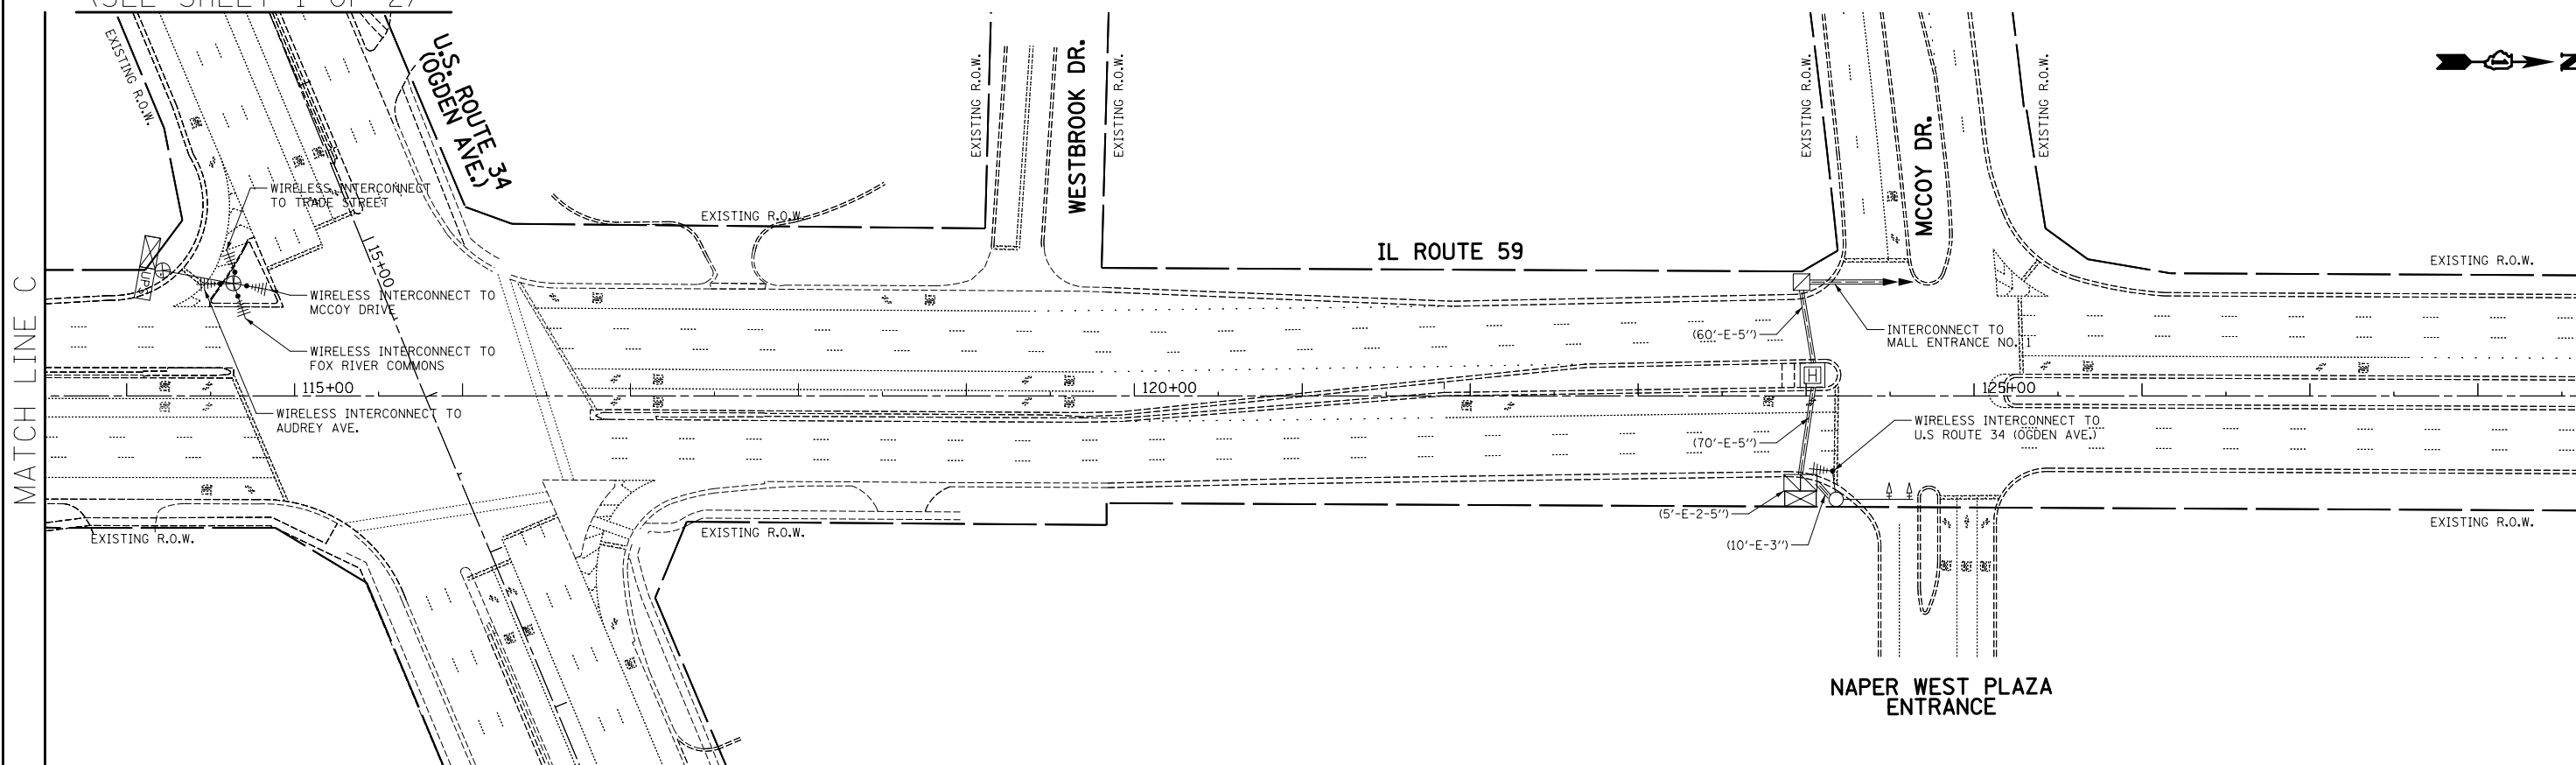 (SEE SHEET 1 OF 2)
MATCH LINE C
EXISTING R.O.W.
U.S. ROUTE 34
(OGDEN AVE.)
WIRELESS INTERCONNECT
TO TRADE STREET
UPS
15+00
WIRELESS INTERCONNECT TO
MCCOY DRIVE
WIRELESS INTERCONNECT TO
FOX RIVER COMMONS
115+00
WIRELESS INTERCONNECT TO
AUDREY AVE.
EXISTING R.O.W.
EXISTING R.O.W.
EXISTING R.O.W.
EXISTING R.O.W.
WESTBROOK DR.
EXISTING R.O.W.
120+00
IL ROUTE 59
EXISTING R.O.W.
MCCOY DR.
EXISTING R.O.W.
N
EXISTING R.O.W.
(60'-E-5")
H
INTERCONNECT TO
MALL ENTRANCE NO. 1
125+00
WIRELESS INTERCONNECT TO
U.S ROUTE 34 (OGDEN AVE.)
(70'-E-5")
(5'-E-2-5")
(10'-E-3")
EXISTING R.O.W.
NAPER WEST PLAZA
ENTRANCE